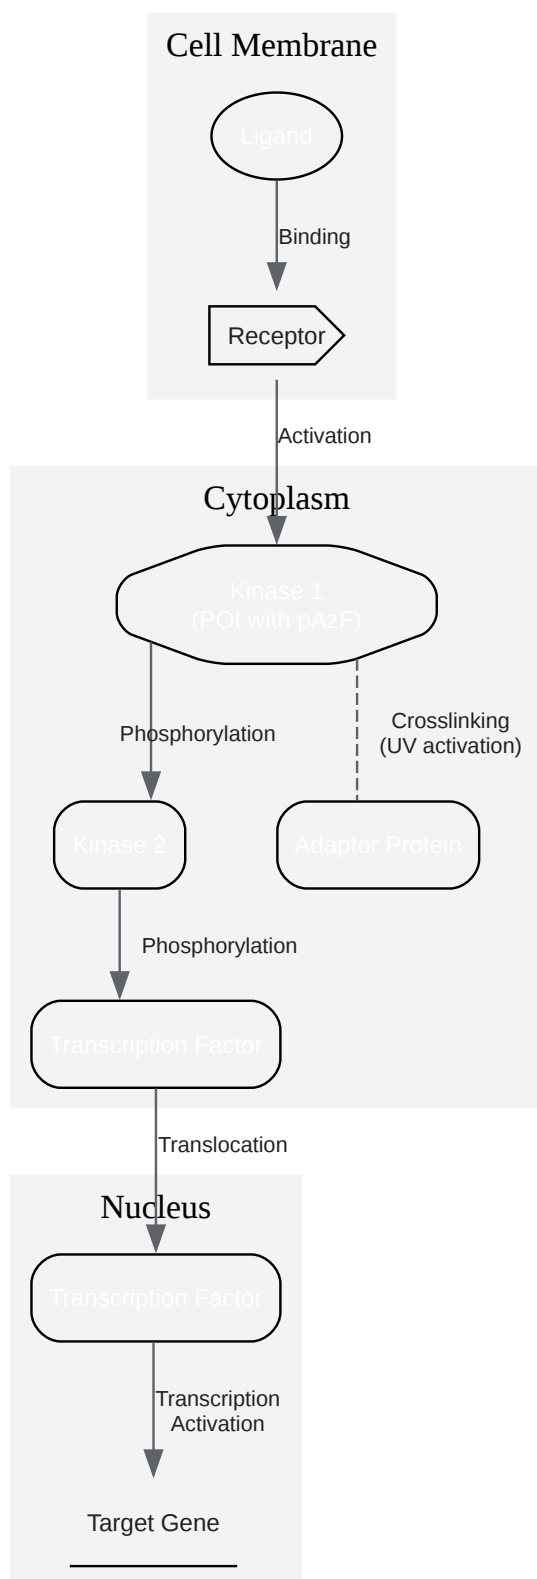 Cell Membrane
Ligand
Binding
Receptor
Activation
Cytoplasm
Kinase 1
(POI with pAzF)
Crosslinking
(UV activation)
Phosphorylation
Kinase 2
Adaptor Protein
Phosphorylation
Transcription Factor
Translocation
Nucleus
Transcription Factor
Transcription
Activation
Target Gene